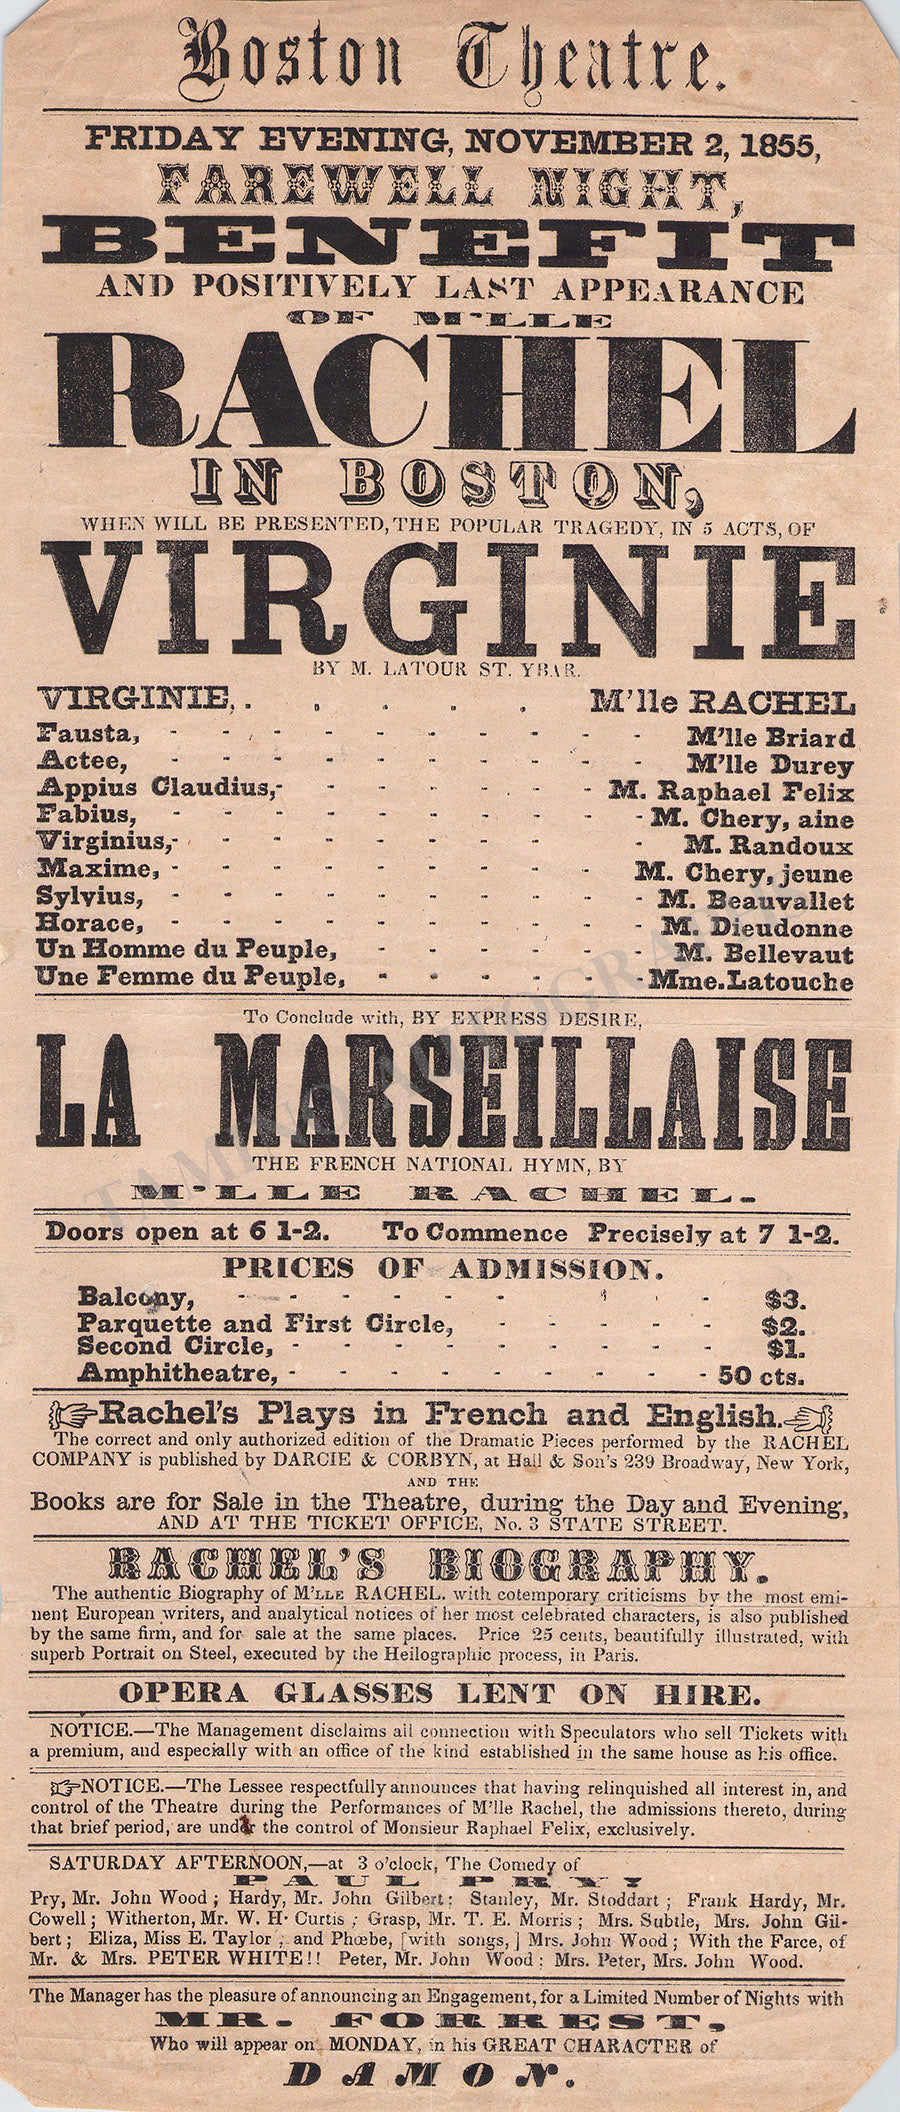 Boston Theatre.
FRIDAY EVENING, NOVEMBER 2, 1855,
FAREWELL NIGHT,
BENEFIT
AND POSITIVELY LAST APPEARANCE
OF M'LLE
RACHEL
IN BOSTON,
WHEN WILL BE PRESENTED, THE POPULAR TRAGEDY, IN 5 ACTS, OF
VIRGINIE
BY M. LATOUR ST. YBAR.
VIRGINIE, . . . . . . M'lle RACHEL
Fausta, - - - - - - - - - - M'lle Briard
Actee, - - - - - - - - - - M'lle Durey
Appius Claudius,- - - - - - - - M. Raphael Felix
Fabius, - - - - - - - - - - M. Chery, aine
Virginius,- - - - - - - - - - M. Randoux
Maxime, - - - - - - - - - M. Chery, jeune
Sylvius, - - - - - - - - - - M. Beauvallet
Horace, - - - - - - - - - - M. Dieudonne
Un Homme du Peuple, - - - - - - M. Bellevaut
Une Femme du Peuple, - - - - - - Mme. Latouche
To Conclude with, BY EXPRESS DESIRE,
LA MARSEILLAISE
THE FRENCH NATIONAL HYMN, BY
M'LLE RACHEL.
Doors open at 6 1-2. To Commence Precisely at 7 1-2.
PRICES OF ADMISSION.
Balcony, - - - - - - - - - - $3.
Parquette and First Circle, - - - - - $2.
Second Circle, - - - - - - - - - $1.
Amphitheatre, - - - - - - - - - 50 cts.
Rachel's Plays in French and English.
The correct and only authorized edition of the Dramatic Pieces performed by the RACHEL
COMPANY is published by DARCIE & CORBYN, at Hall & Son's 239 Broadway, New York,
AND THE
Books are for Sale in the Theatre, during the Day and Evening,
AND AT THE TICKET OFFICE, No. 3 STATE STREET.
RACHEL'S BIOGRAPHY.
The authentic Biography of M'LLE RACHEL. with cotemporary criticisms by the most emi-
nent European writers, and analytical notices of her most celebrated characters, is also published
by the same firm, and for sale at the same places. Price 25 cents, beautifully illustrated, with
superb Portrait on Steel, executed by the Heilographic process, in Paris.
OPERA GLASSES LENT ON HIRE.
NOTICE.—The Management disclaims all connection with Speculators who sell Tickets with
a premium, and especially with an office of the kind established in the same house as his office.
NOTICE.—The Lessee respectfully announces that having relinquished all interest in, and
control of the Theatre during the Performances of M'lle Rachel, the admissions thereto, during
that brief period, are under the control of Monsieur Raphael Felix, exclusively.
SATURDAY AFTERNOON,—at 3 o'clock, The Comedy of
PAUL PRY!
Pry, Mr. John Wood ; Hardy, Mr. John Gilbert; Stanley, Mr. Stoddart ; Frank Hardy, Mr.
Cowell ; Witherton, Mr. W. H. Curtis ; Grasp, Mr. T. E. Morris ; Mrs. Subtle, Mrs. John Gil-
bert ; Eliza, Miss E. Taylor ; and Phœbe, [with songs,] Mrs. John Wood ; With the Farce, of
Mr. & Mrs. PETER WHITE!! Peter, Mr. John Wood ; Mrs. Peter, Mrs. John Wood.
The Manager has the pleasure of announcing an Engagement, for a Limited Number of Nights with
MR. FORREST,
Who will appear on MONDAY, in his GREAT CHARACTER of
DAMON.
TAMINO AUTOGRAPHS